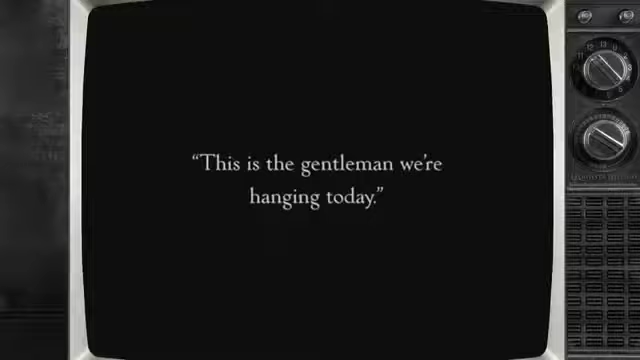 “This is the gentleman we’re
hanging today.”